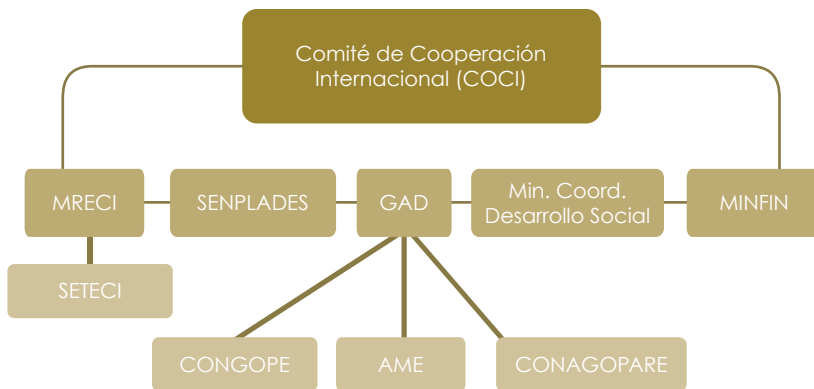 Comité de Cooperación
Internacional (COCI)
MRECI
SENPLADES
GAD
Min. Coord.
Desarrollo Social
MINFIN
SETECI
CONGOPE
AME
CONAGOPARE